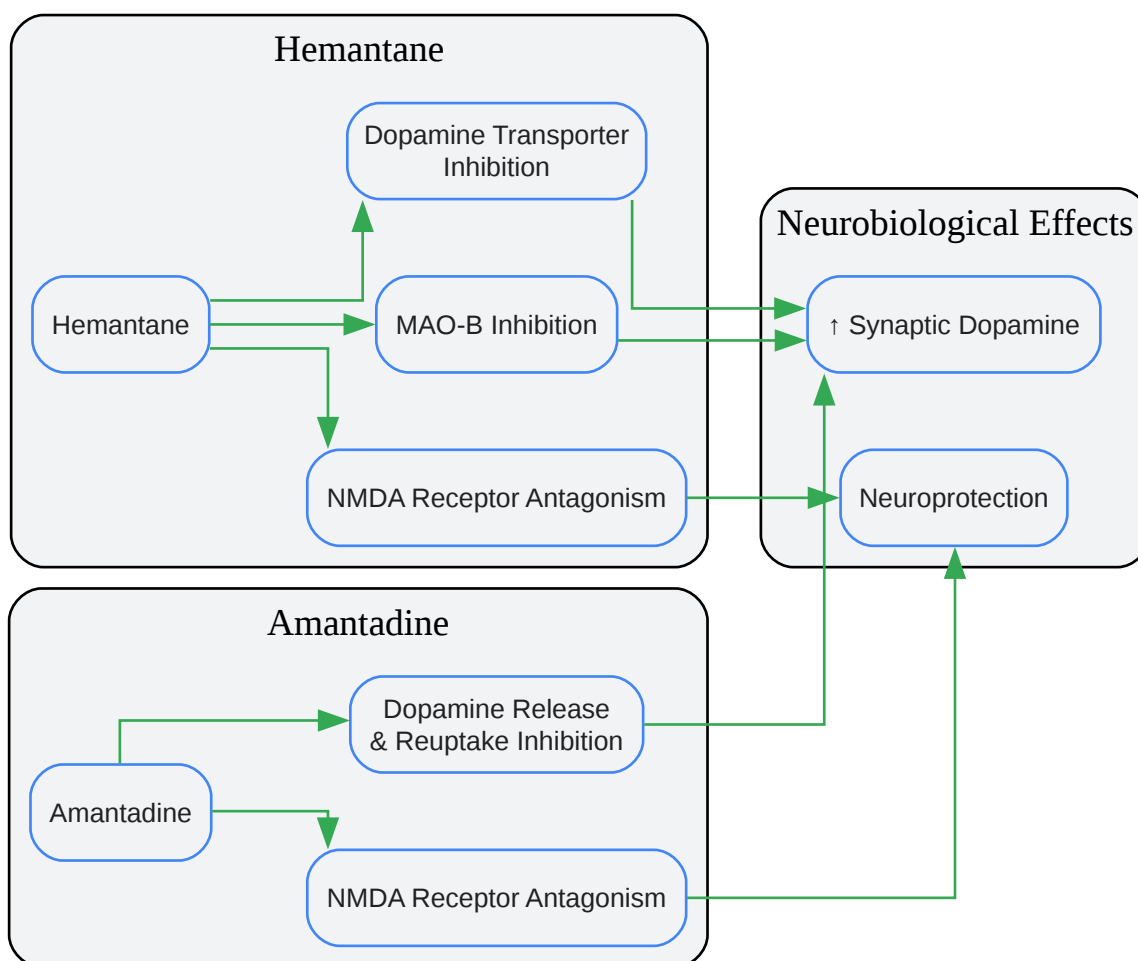 Hemantane
Dopamine Transporter
Inhibition
Hemantane
MAO-B Inhibition
NMDA Receptor Antagonism
Neurobiological Effects
↑ Synaptic Dopamine
Neuroprotection
Amantadine
Dopamine Release
& Reuptake Inhibition
Amantadine
NMDA Receptor Antagonism